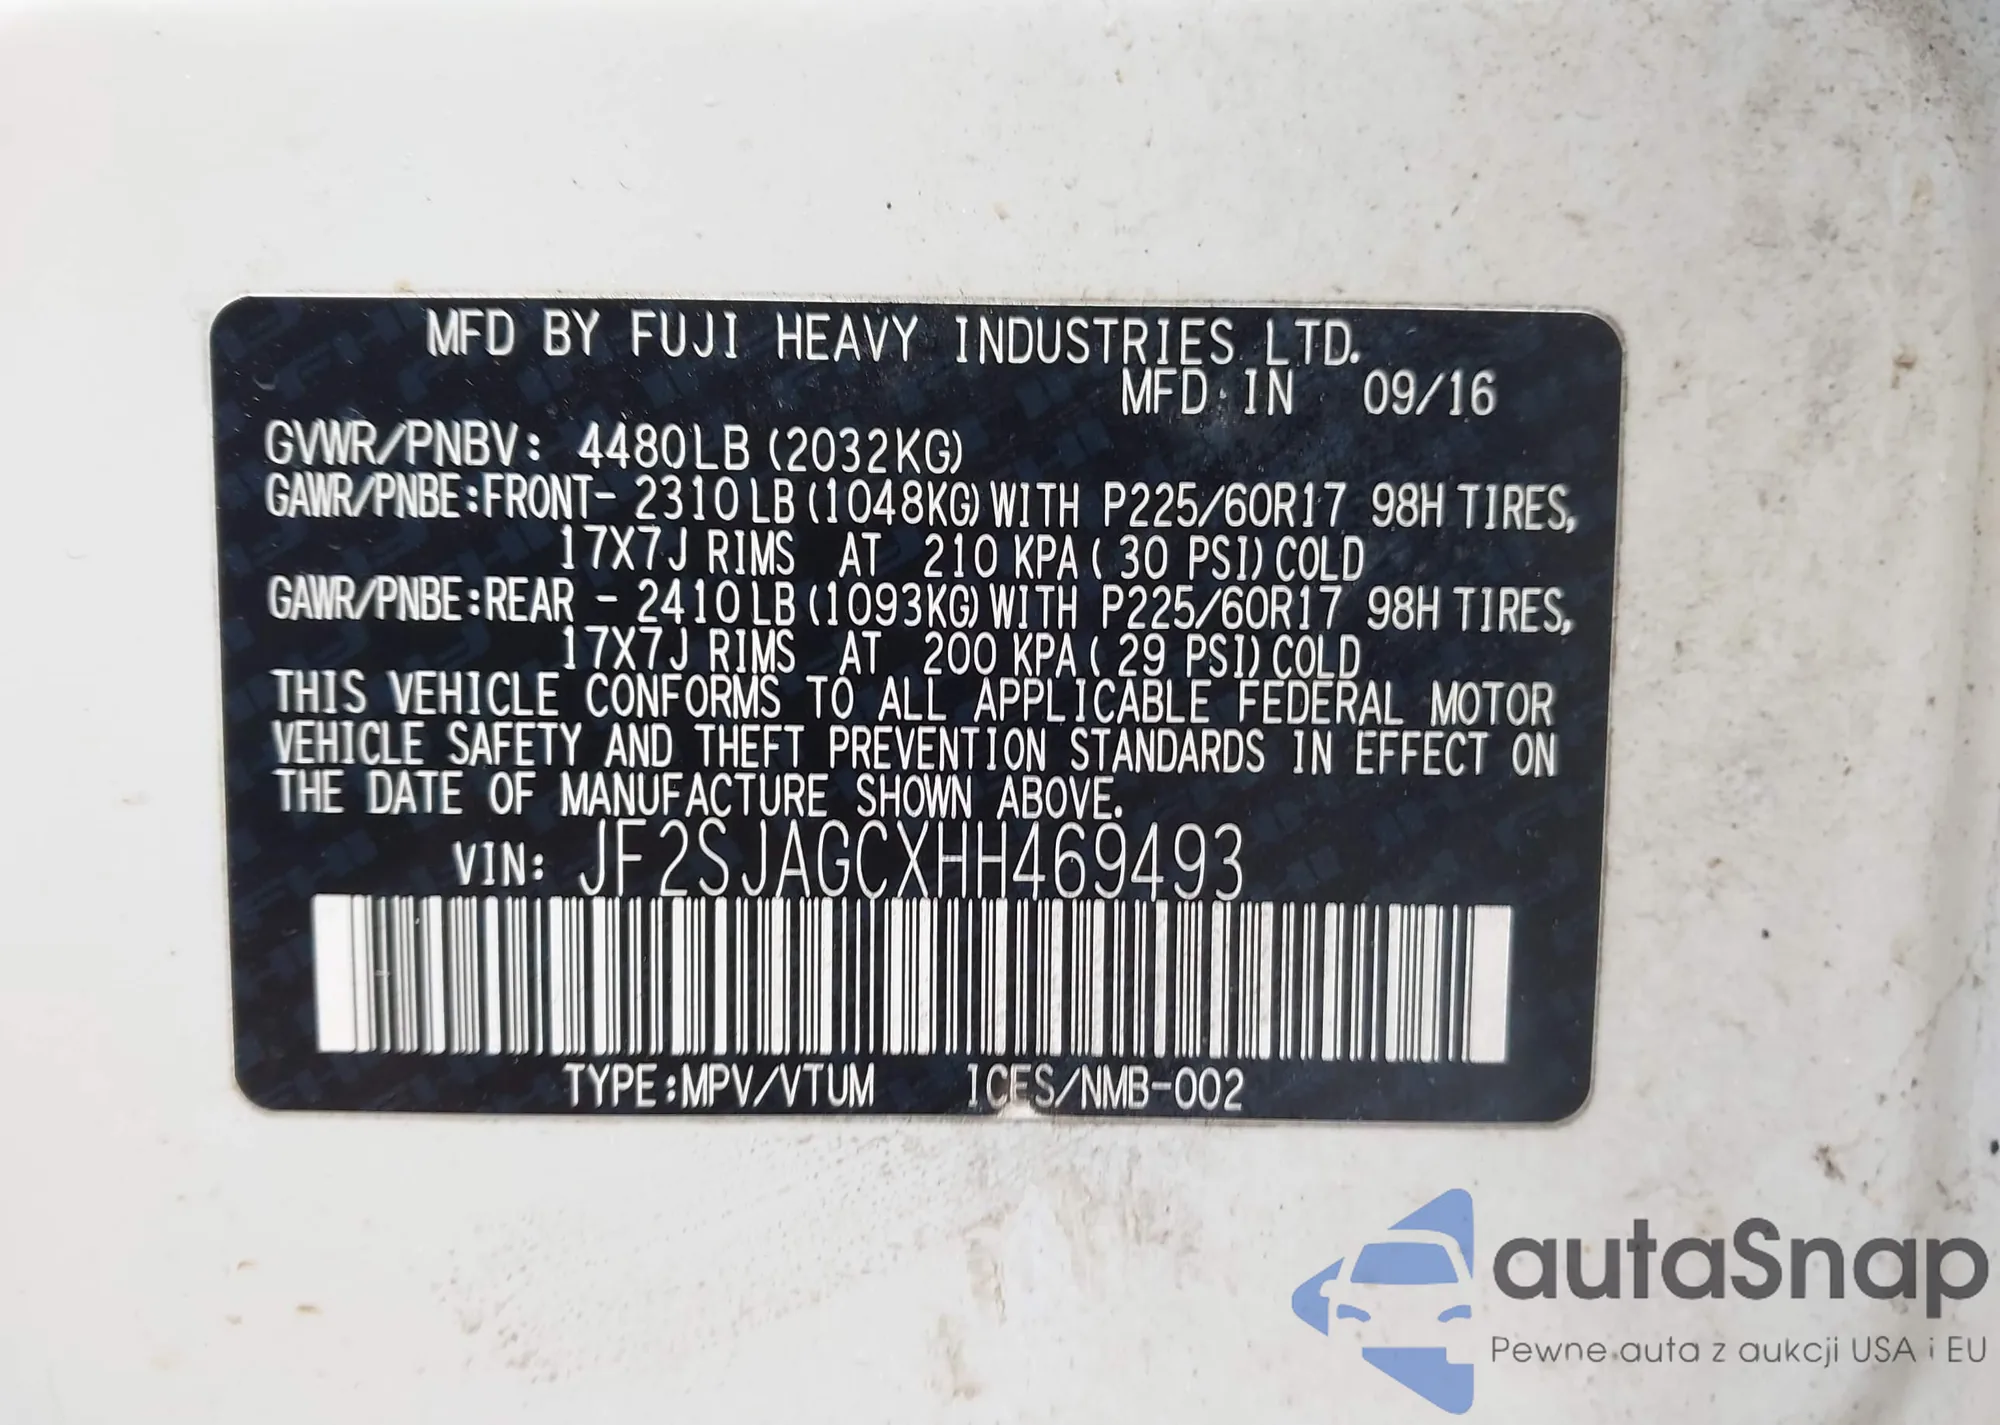 MFD BY FUJI HEAVY INDUSTRIES LTD.
MFD IN 09/16
GVWR/PNBV: 4480LB (2032KG)
GAWR/PNBE:FRONT- 2310LB (1048KG) WITH P225/60R17 98H TIRES,
17X7J RIMS AT 210 KPA ( 30 PSI) COLD
GAWR/PNBE:REAR - 2410LB (1093KG) WITH P225/60R17 98H TIRES,
17X7J RIMS AT 200 KPA ( 29 PSI) COLD
THIS VEHICLE CONFORMS TO ALL APPLICABLE FEDERAL MOTOR
VEHICLE SAFETY AND THEFT PREVENTION STANDARDS IN EFFECT ON
THE DATE OF MANUFACTURE SHOWN ABOVE.
VIN: JF2SJAGCXHH469493
TYPE:MPV/VTUM ICES/NMB-002
autaSnap
Pewne auta z aukcji USA i EU